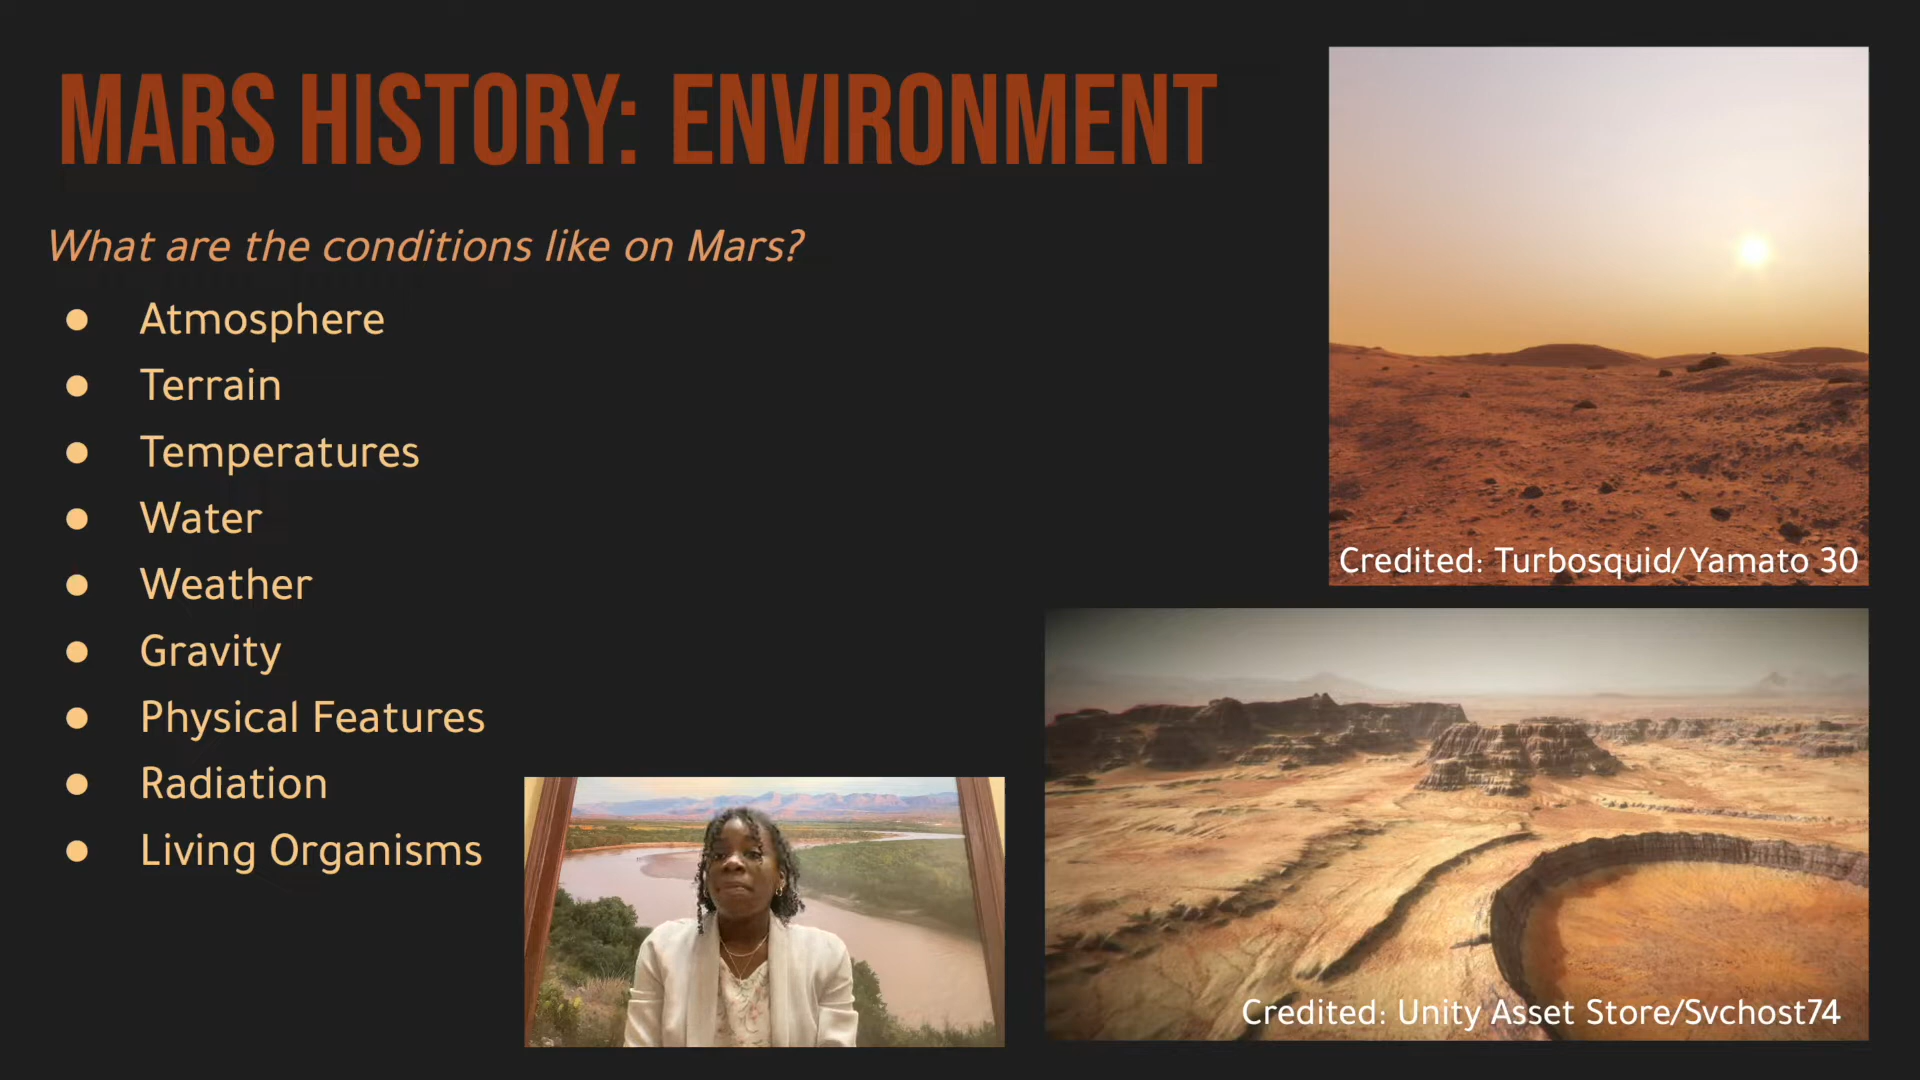 MARS HISTORY: ENVIRONMENT
What are the conditions like on Mars?
● Atmosphere
● Terrain
● Temperatures
● Water
● Weather
● Gravity
● Physical Features
● Radiation
● Living Organisms
Credited: Turbosquid/Yamato 30
Credited: Unity Asset Store/Svchost74